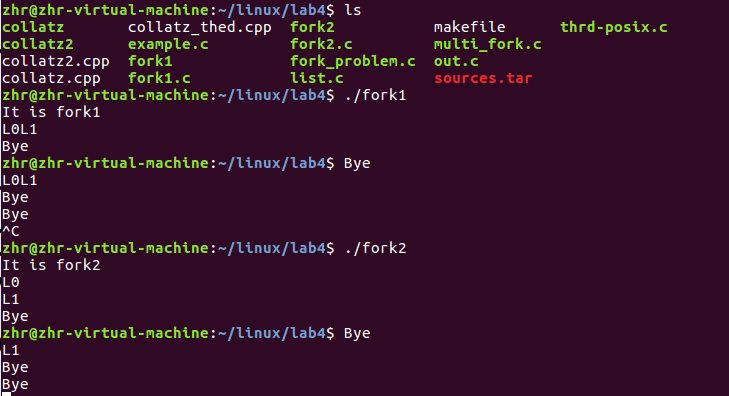 zhr@zhr-virtual-machine:~/linux/lab4$ ls
collatz collatz_thed.cpp fork2 makefile thrd-posix.c
collatz2 example.c fork2.c multi_fork.c
collatz2.cpp fork1 fork_problem.c out.c
collatz.cpp fork1.c list.c sources.tar
zhr@zhr-virtual-machine:~/linux/lab4$ ./fork1
It is fork1
L0L1
Bye
zhr@zhr-virtual-machine:~/linux/lab4$ Bye
L0L1
Bye
Bye
^C
zhr@zhr-virtual-machine:~/linux/lab4$ ./fork2
It is fork2
L0
L1
Bye
zhr@zhr-virtual-machine:~/linux/lab4$ Bye
L1
Bye
Bye